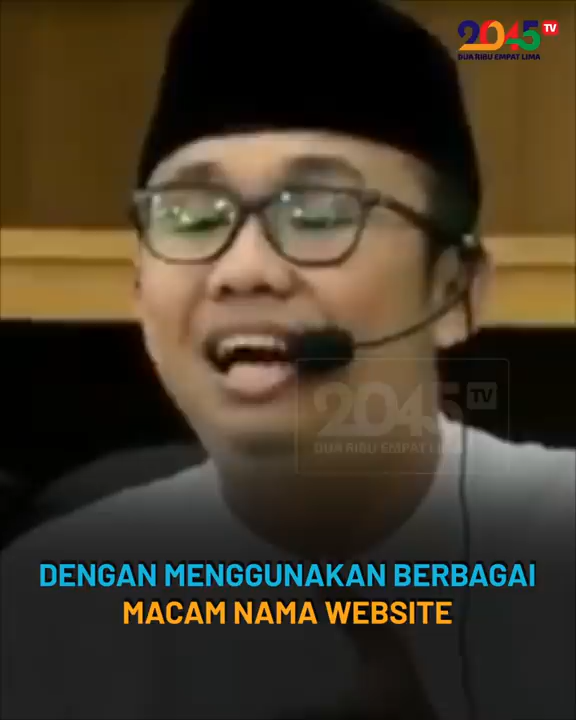 2045 TV
DUA RIBU EMPAT LIMA
2045 TV
DUA RIBU EMPAT LIMA
DENGAN MENGGUNAKAN BERBAGAI
MACAM NAMA WEBSITE